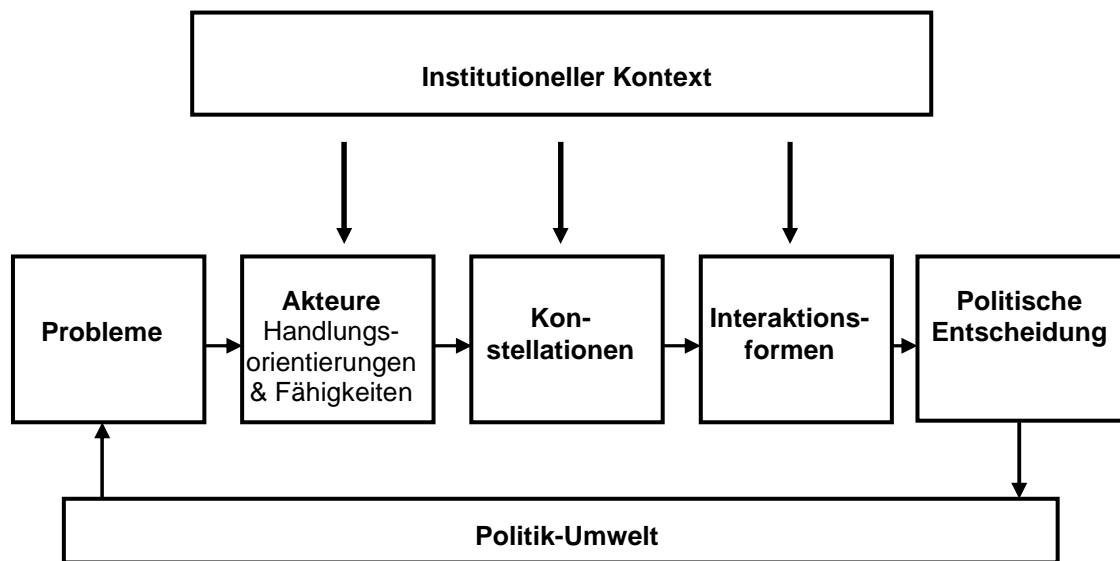 Institutioneller Kontext
Probleme
Akteure
Handlungs-
orientierungen
& Fähigkeiten
Kon-
stellationen
Interaktions-
formen
Politische
Entscheidung
Politik-Umwelt